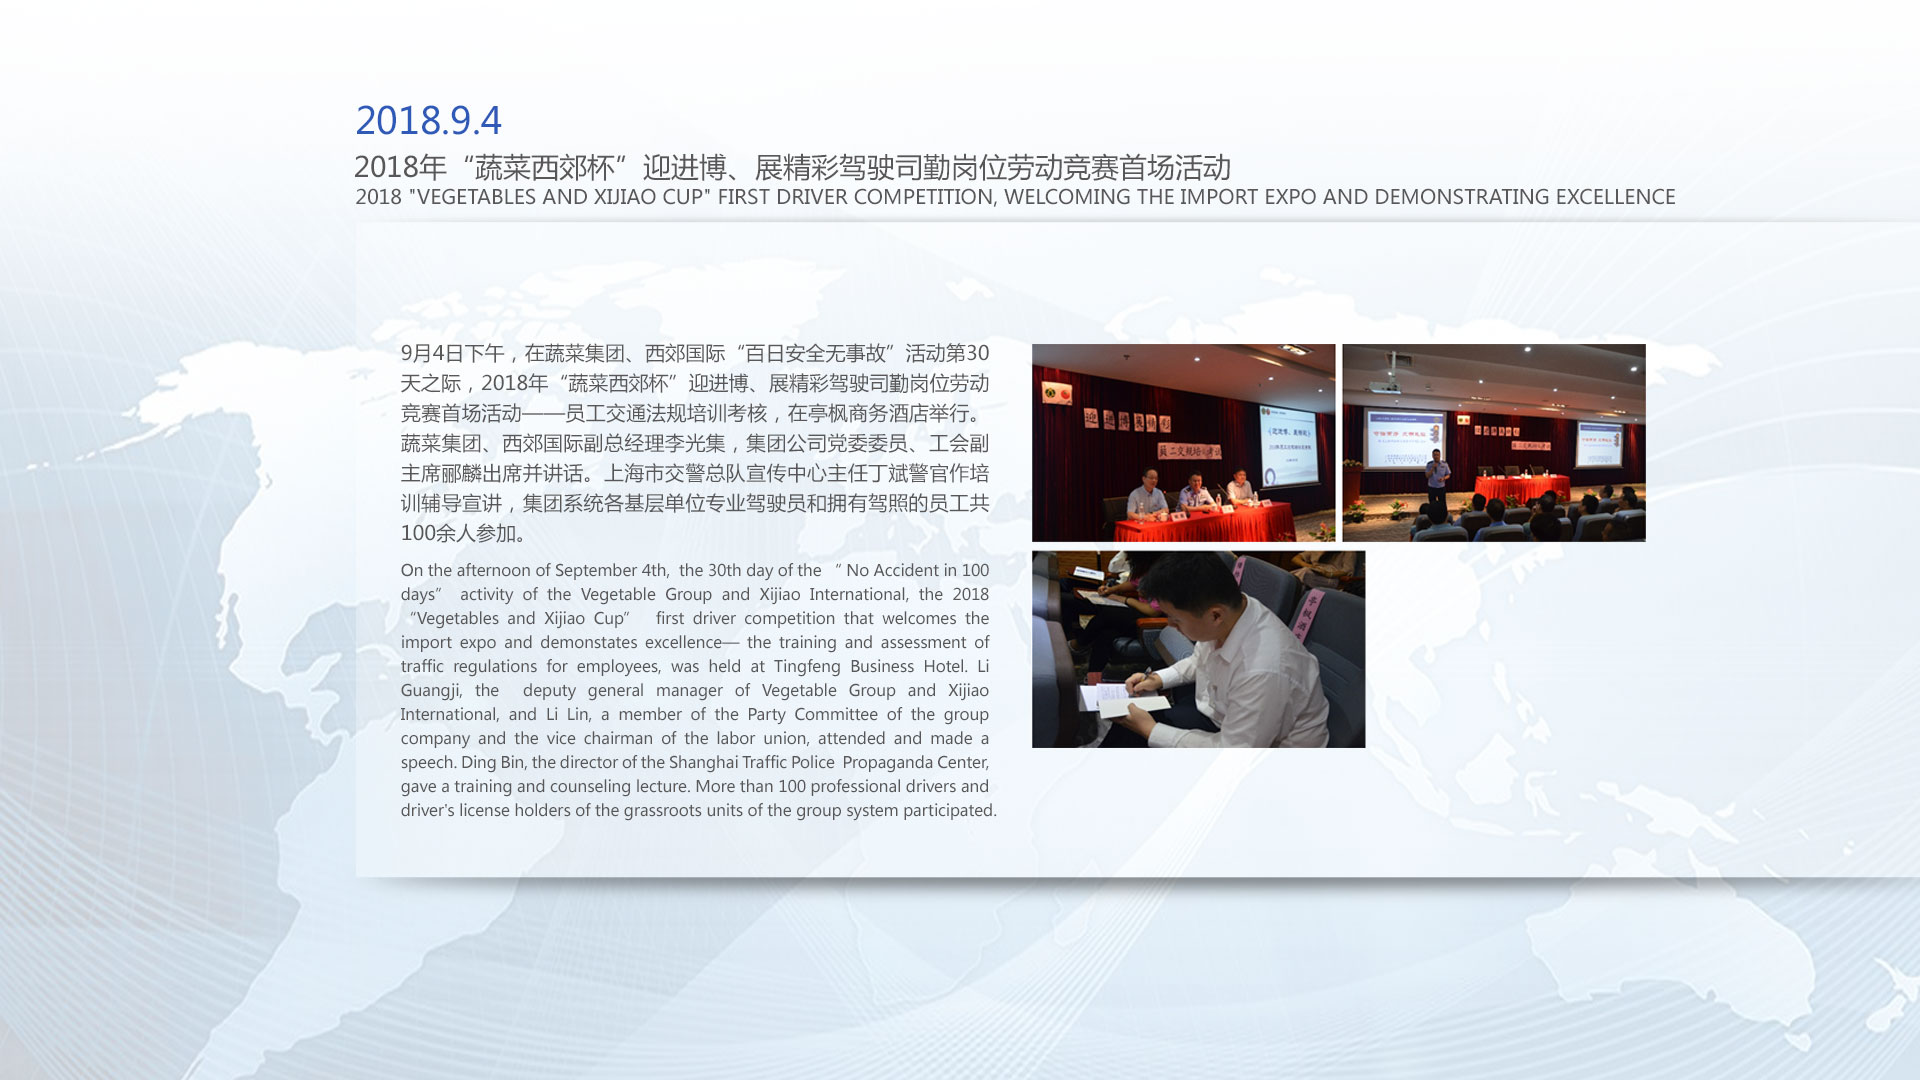 2018.9.4
2018年“蔬菜西郊杯”迎进博、展精彩驾驶司勤岗位劳动竞赛首场活动
2018 "VEGETABLES AND XIJIAO CUP" FIRST DRIVER COMPETITION, WELCOMING THE IMPORT EXPO AND DEMONSTRATING EXCELLENCE
9月4日下午，在蔬菜集团、西郊国际“百日安全无事故”活动第30
天之际，2018年“蔬菜西郊杯”迎进博、展精彩驾驶司勤岗位劳动
竞赛首场活动——员工交通法规培训考核，在亭枫商务酒店举行。
蔬菜集团、西郊国际副总经理李光集，集团公司党委委员、工会副
主席郦麟出席并讲话。上海市交警总队宣传中心主任丁斌警官作培
训辅导宣讲，集团系统各基层单位专业驾驶员和拥有驾照的员工共
100余人参加。
On the afternoon of September 4th, the 30th day of the “ No Accident in 100
days” activity of the Vegetable Group and Xijiao International, the 2018
“Vegetables and Xijiao Cup” first driver competition that welcomes the
import expo and demonstates excellence— the training and assessment of
traffic regulations for employees, was held at Tingfeng Business Hotel. Li
Guangji, the deputy general manager of Vegetable Group and Xijiao
International, and Li Lin, a member of the Party Committee of the group
company and the vice chairman of the labor union, attended and made a
speech. Ding Bin, the director of the Shanghai Traffic Police Propaganda Center,
gave a training and counseling lecture. More than 100 professional drivers and
driver's license holders of the grassroots units of the group system participated.